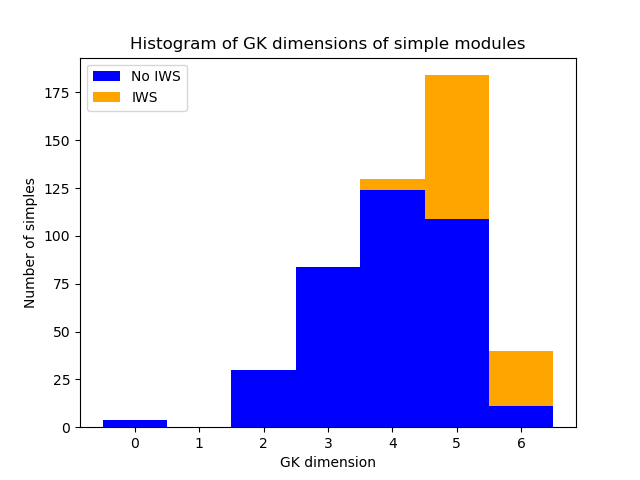 Histogram of GK dimensions of simple modules
No IWS
IWS
Number of simples
175
150
125
100
75
50
25
0
0 1 2 3 4 5 6
GK dimension